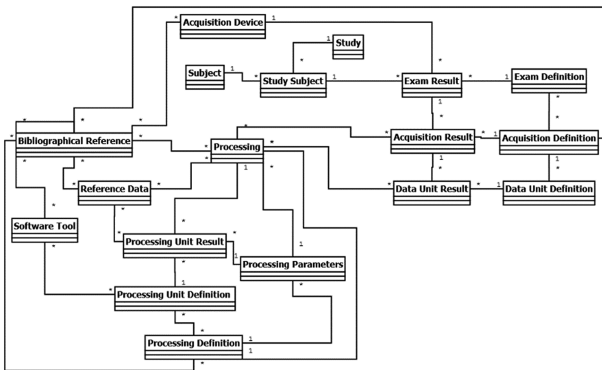 Acquisition Device
Study
Subject
Study Subject
Exam Result
Exam Definition
Bibliographical Reference
Processing
Acquisition Result
Acquisition Definition
Reference Data
Data Unit Result
Data Unit Definition
Software Tool
Processing Unit Result
Processing Parameters
Processing Unit Definition
Processing Definition